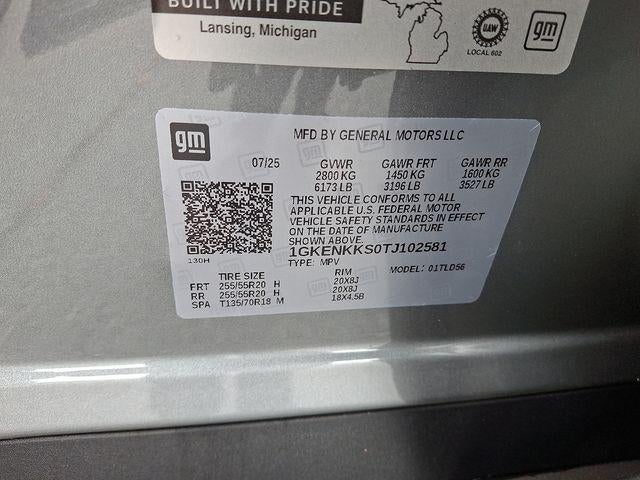 BUILT WITH PRIDE
Lansing, Michigan
UAW
LOCAL 602
gm
gm
MFD BY GENERAL MOTORS LLC
07/25 GVWR GAWR FRT GAWR RR
2800 KG 1450 KG 1600 KG
6173 LB 3196 LB 3527 LB
THIS VEHICLE CONFORMS TO ALL
APPLICABLE U.S. FEDERAL MOTOR
VEHICLE SAFETY STANDARDS IN EFFECT
ON THE DATE OF MANUFACTURE
SHOWN ABOVE.
1GKENKKS0TJ102581
130H
TYPE: MPV MODEL: 01TLD56
TIRE SIZE RIM
FRT 255/55R20 H 20X8J
RR 255/55R20 H 20X8J
SPA T135/70R18 M 18X4.5B